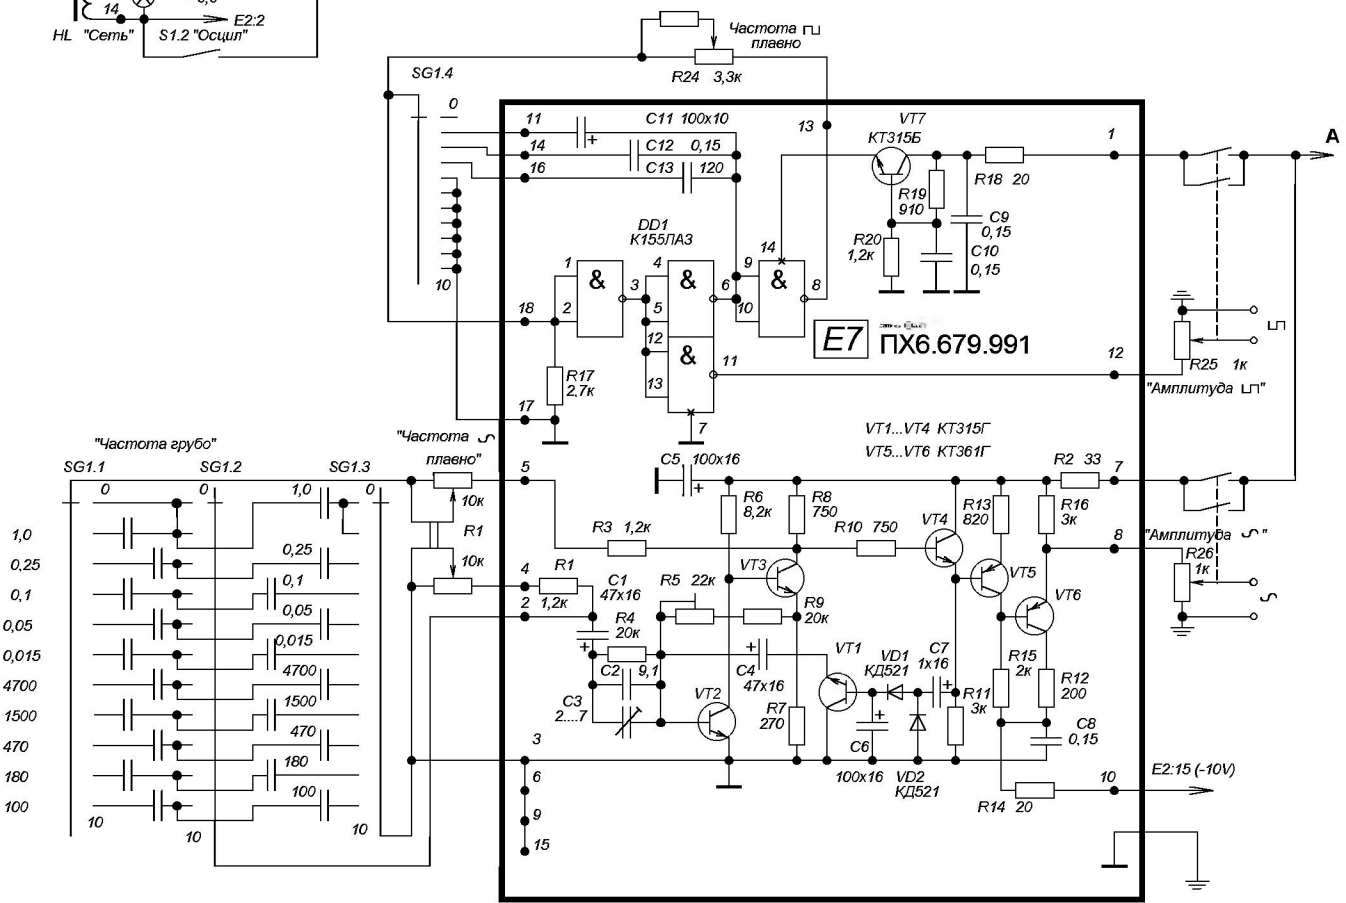 14
E2:2
HL "Сеть" S1.2 "Осцил"
Частота
плавно
R24 3,3к
SG1.4
0
11
14
16
10
18
17
+
C11 100x10
C12 0,15
C13 120
13
VT7
КТ315Б
1
А
R18 20
R19
910
C9
0,15
C10
0,15
R20
1,2к
DD1
К155ЛА3
14
1
2
&
3
4
5
&
6
12
13
&
11
7
9
10
&
8
E7
ПХ6.679.991
12
R25 1к
"Амплитуда "
R17
2,7к
"Частота грубо"
SG1.1
SG1.2
SG1.3
"Частота
плавно"
10к
R1
10к
5
4
2
3
6
9
15
VT1...VT4 КТ315Г
VT5...VT6 КТ361Г
C5 100x16
+
R6
8,2к
R8
750
R3 1,2к
R10 750
VT4
R13
820
R2 33
7
R16
3к
8
"Амплитуда "
R26
1к
VT3
VT5
VT6
R1
1,2к
C1
47x16
+
R4
20к
R5 22к
R9
20к
C2 9,1
C3
2....7
+
C4
47x16
VT2
R7
270
VT1
VD1
КД521
C7
1x16
+
R11
3к
R15
2к
R12
200
C8
0,15
+
C6
100x16
VD2
КД521
R14 20
10
E2:15 (-10V)
0
0
1,0
0
1,0
0,25
0,25
0,1
0,1
0,05
0,05
0,015
0,015
4700
4700
1500
1500
470
470
180
180
100
100
10
10
10